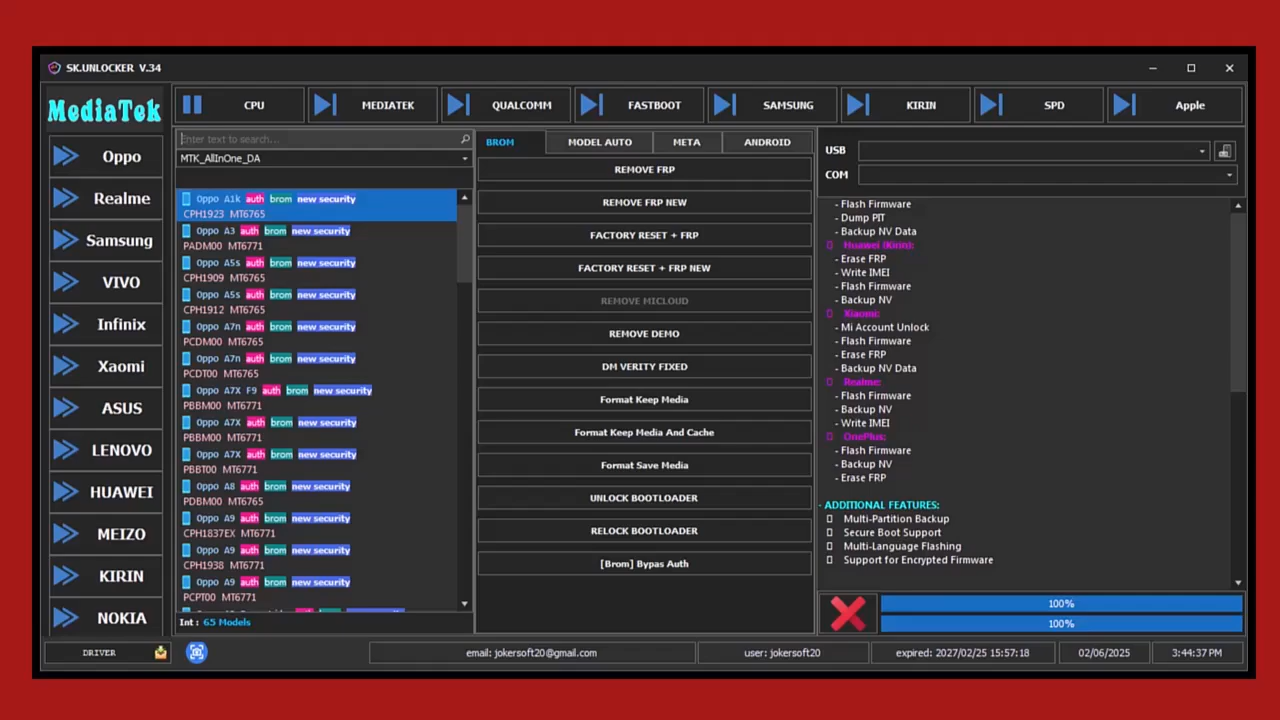 SK.UNLOCKER V.34
MediaTek
CPU
MEDIATEK
QUALCOMM
FASTBOOT
SAMSUNG
KIRIN
SPD
Apple
Oppo
Realme
Samsung
VIVO
Infinix
Xaomi
ASUS
LENOVO
HUAWEI
MEIZO
KIRIN
NOKIA
Enter text to search...
MTK_AllInOne_DA
Oppo A1k auth brom new security
CPH1923 MT6765
Oppo A3 auth brom new security
PADM00 MT6771
Oppo A5s auth brom new security
CPH1909 MT6765
Oppo A5s auth brom new security
CPH1912 MT6765
Oppo A7n auth brom new security
PCDM00 MT6765
Oppo A7n auth brom new security
PCDT00 MT6765
Oppo A7X F9 auth brom new security
PBBM00 MT6771
Oppo A7X auth brom new security
PBBM00 MT6771
Oppo A7X auth brom new security
PBBT00 MT6771
Oppo A8 auth brom new security
PDBM00 MT6765
Oppo A9 auth brom new security
CPH1837EX MT6771
Oppo A9 auth brom new security
CPH1938 MT6771
Oppo A9 auth brom new security
PCPT00 MT6771
Int : 65 Models
BROM
MODEL AUTO
META
ANDROID
REMOVE FRP
REMOVE FRP NEW
FACTORY RESET + FRP
FACTORY RESET + FRP NEW
REMOVE MICLOUD
REMOVE DEMO
DM VERITY FIXED
Format Keep Media
Format Keep Media And Cache
Format Save Media
UNLOCK BOOTLOADER
RELOCK BOOTLOADER
[Brom] Bypas Auth
USB
COM
- Flash Firmware
- Dump PIT
- Backup NV Data
Huawei (Kirin):
- Erase FRP
- Write IMEI
- Flash Firmware
- Backup NV
Xiaomi:
- Mi Account Unlock
- Flash Firmware
- Erase FRP
- Backup NV Data
Realme:
- Flash Firmware
- Backup NV
- Write IMEI
OnePlus:
- Flash Firmware
- Backup NV
- Erase FRP
- ADDITIONAL FEATURES:
Multi-Partition Backup
Secure Boot Support
Multi-Language Flashing
Support for Encrypted Firmware
100%
100%
DRIVER
email: jokersoft20@gmail.com
user: jokersoft20
expired: 2027/02/25 15:57:18
02/06/2025
3:44:37 PM